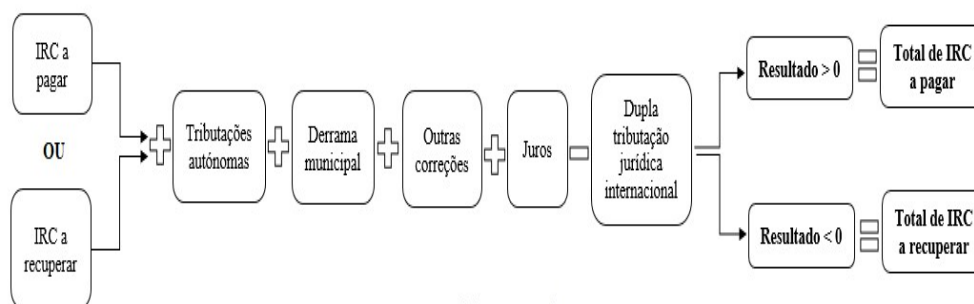 IRC a
pagar
OU
IRC a
recuperar
Tributações
autónomas
Derrama
municipal
Outras
correções
Juros
Dupla
tributação
jurídica
internacional
Resultado > 0
Total de IRC
a pagar
Resultado < 0
Total de IRC
a recuperar